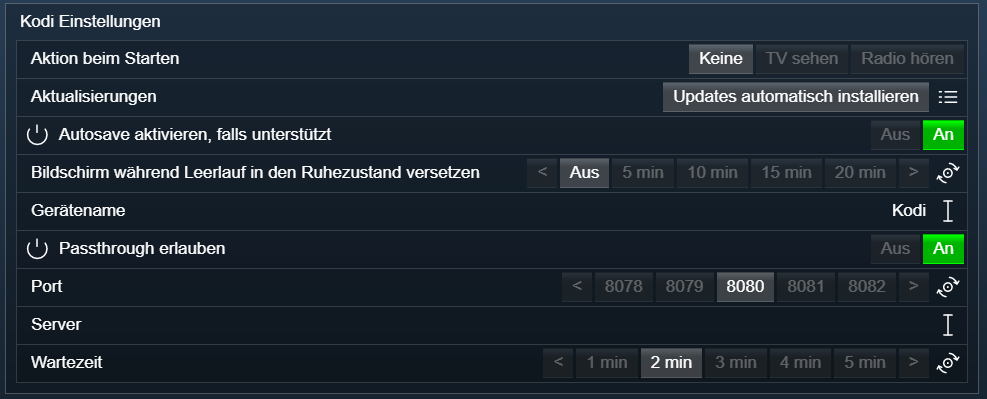 Kodi Einstellungen
Aktion beim Starten Keine TV sehen Radio hören
Aktualisierungen Updates automatisch installieren
Autosave aktivieren, falls unterstützt Aus An
Bildschirm während Leerlauf in den Ruhezustand versetzen < Aus 5 min 10 min 15 min 20 min >
Gerätename Kodi
Passthrough erlauben Aus An
Port < 8078 8079 8080 8081 8082 >
Server
Wartezeit < 1 min 2 min 3 min 4 min 5 min >